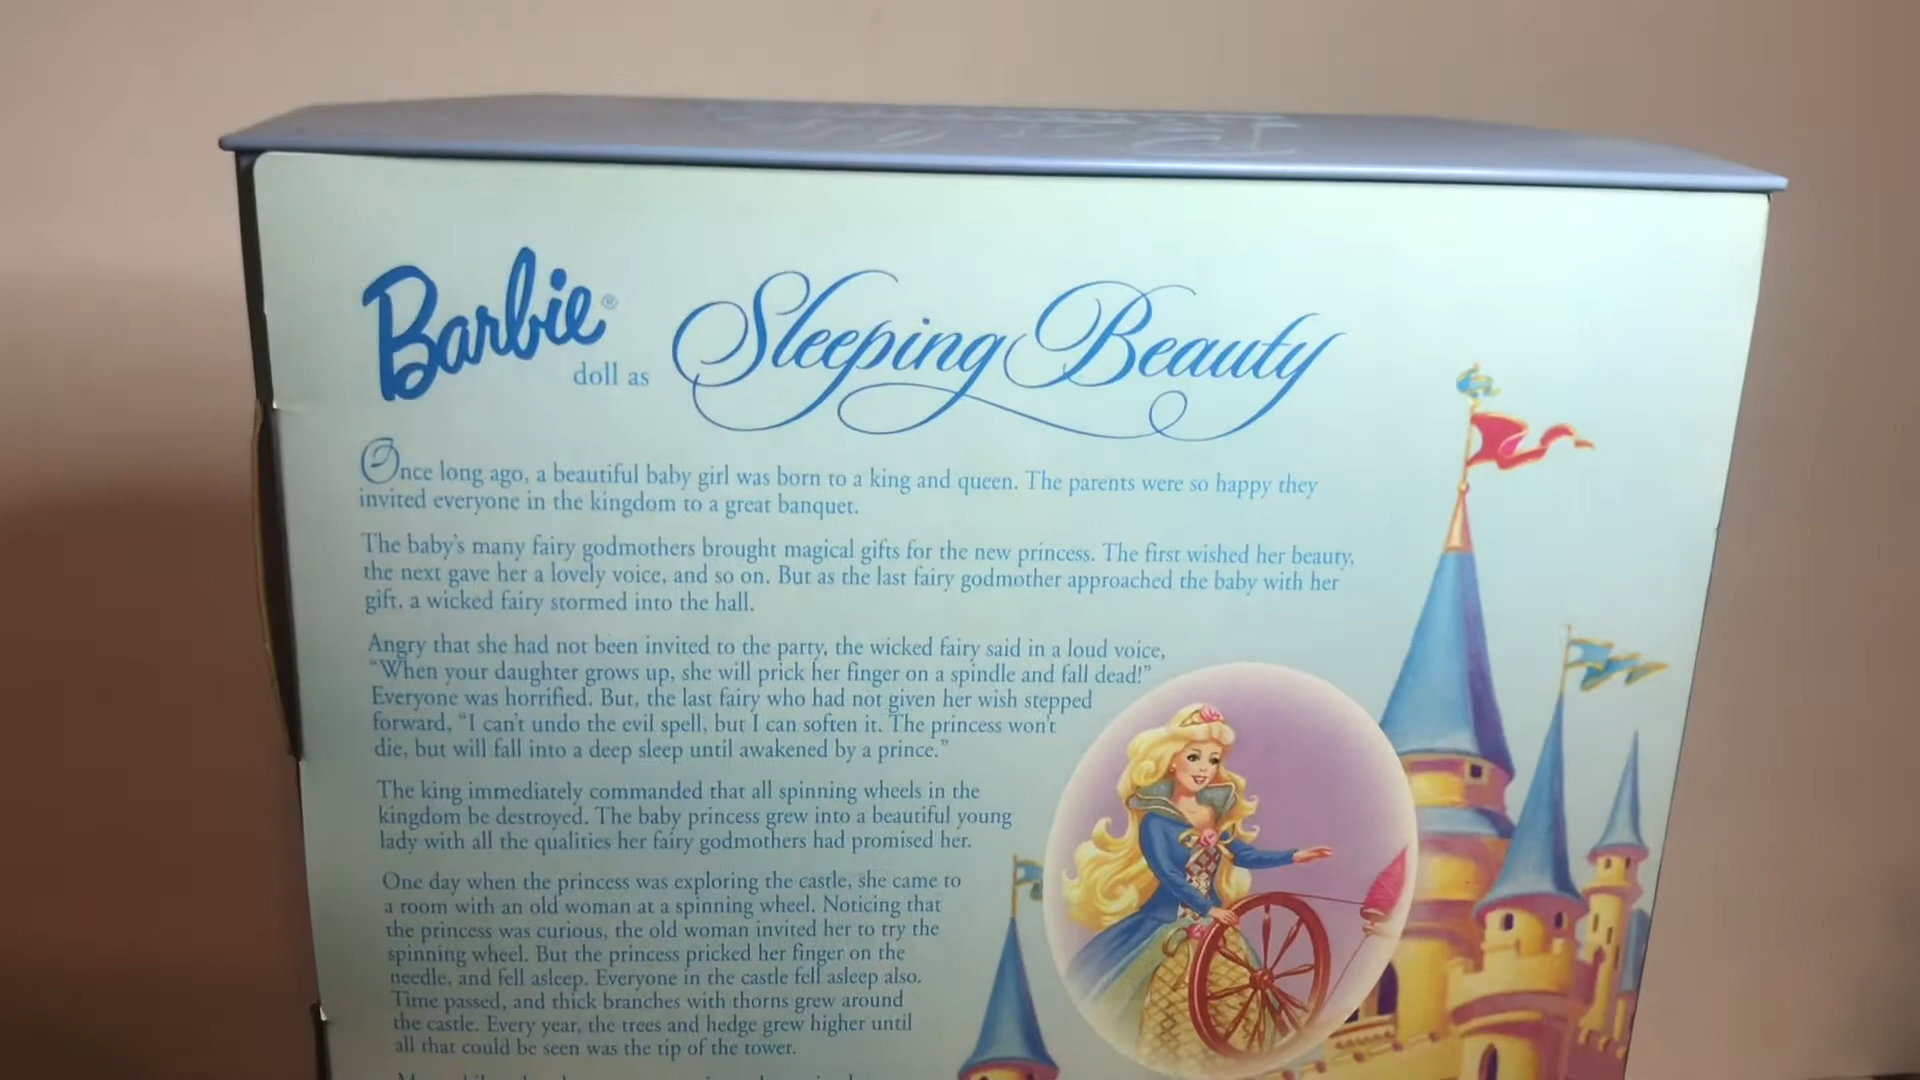 Barbie®
doll as
Sleeping Beauty
Once long ago, a beautiful baby girl was born to a king and queen. The parents were so happy they
invited everyone in the kingdom to a great banquet.
The baby's many fairy godmothers brought magical gifts for the new princess. The first wished her beauty,
the next gave her a lovely voice, and so on. But as the last fairy godmother approached the baby with her
gift, a wicked fairy stormed into the hall.
Angry that she had not been invited to the party, the wicked fairy said in a loud voice,
"When your daughter grows up, she will prick her finger on a spindle and fall dead!"
Everyone was horrified. But, the last fairy who had not given her wish stepped
forward, "I can't undo the evil spell, but I can soften it. The princess won't
die, but will fall into a deep sleep until awakened by a prince."
The king immediately commanded that all spinning wheels in the
kingdom be destroyed. The baby princess grew into a beautiful young
lady with all the qualities her fairy godmothers had promised her.
One day when the princess was exploring the castle, she came to
a room with an old woman at a spinning wheel. Noticing that
the princess was curious, the old woman invited her to try the
spinning wheel. But the princess pricked her finger on the
needle, and fell asleep. Everyone in the castle fell asleep also.
Time passed, and thick branches with thorns grew around
the castle. Every year, the trees and hedge grew higher until
all that could be seen was the tip of the tower.